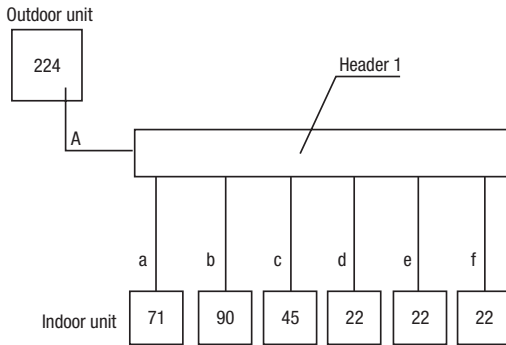 Outdoor unit
224
Header 1
A
a b c d e f
Indoor unit 71 90 45 22 22 22